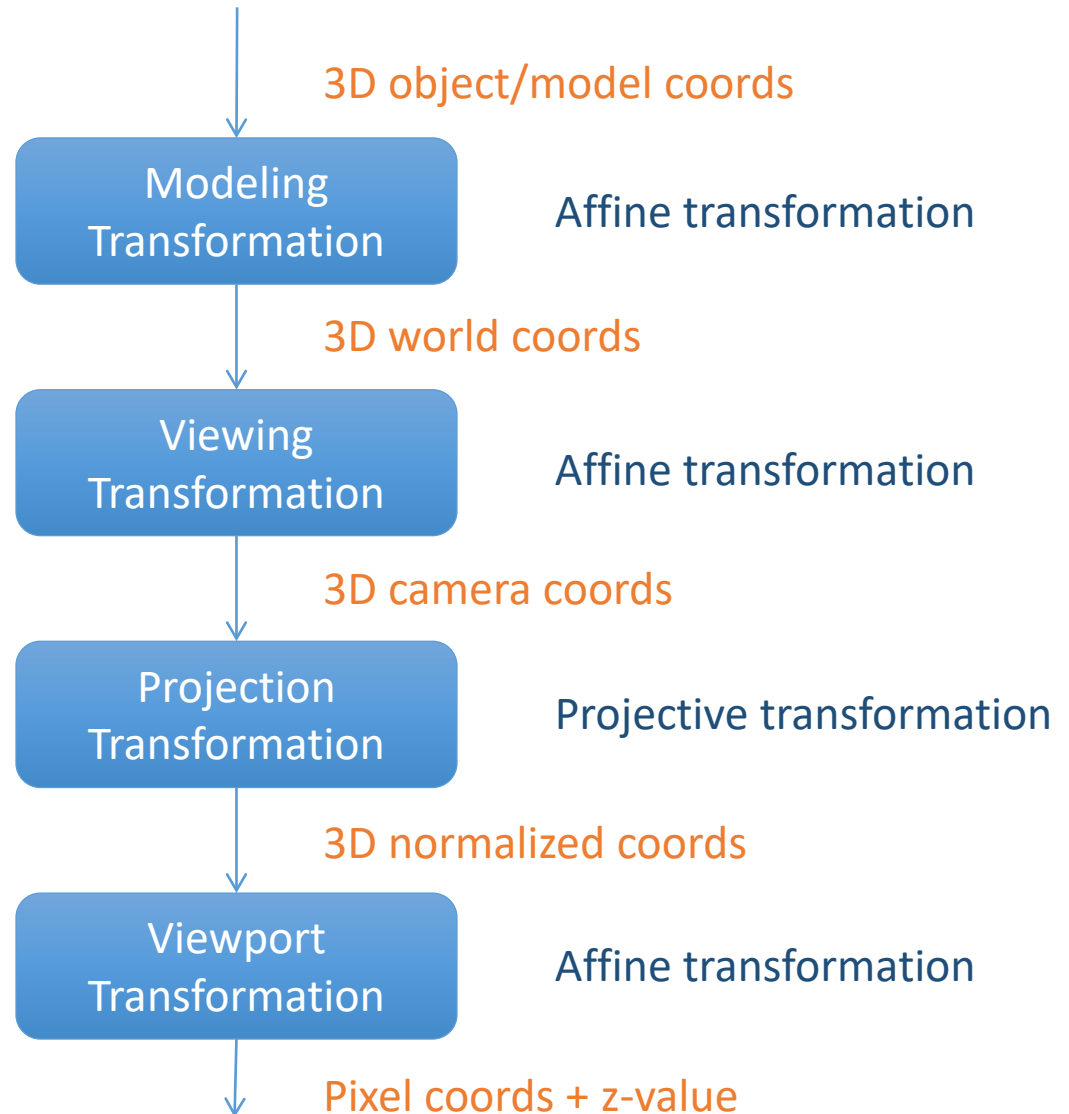 3D object/model coords
Modeling
Transformation
Affine transformation
3D world coords
Viewing
Transformation
Affine transformation
3D camera coords
Projection
Transformation
Projective transformation
3D normalized coords
Viewport
Transformation
Affine transformation
Pixel coords + z-value